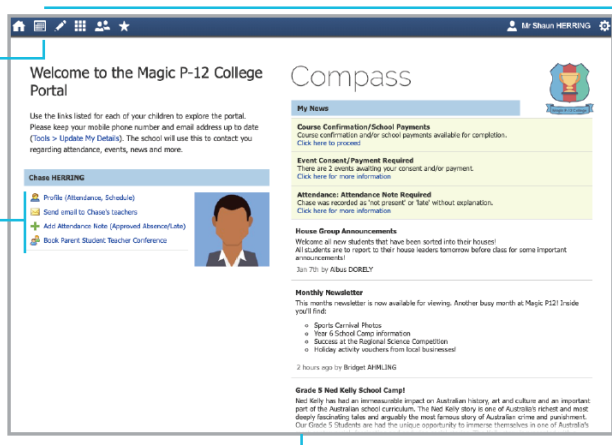 Mr Shaun HERRING
Welcome to the Magic P-12 College
Portal
Use the links listed for each of your children to explore the portal.
Please keep your mobile phone number and email address up to date
(Tools > Update My Details). The school will use this to contact you
regarding attendance, events, news and more.
Chase HERRING
Profile (Attendance, Schedule)
Send email to Chase's teachers
Add Attendance Note (Approved Absence/Late)
Book Parent Student Teacher Conference
Compass
My News
Course Confirmation/School Payments
Course confirmation and/or school payments available for completion.
Click here to proceed
Event Consent/Payment Required
There are 2 events awaiting your consent and/or payment.
Click here for more information
Attendance: Attendance Note Required
Chase was recorded as 'not present' or 'late' without explanation.
Click here for more information
House Group Announcements
Welcome all new students that have been sorted into their houses!
All students are to report to their house leaders tomorrow before class for some important
announcements!
Jan 7th by Albus DORELY
Monthly Newsletter
This months newsletter is now available for viewing. Another busy month at Magic P12! Inside
you'll find:
Sports Carnival Photos
Year 6 School Camp information
Success at the Regional Science Competition
Holiday activity vouchers from local businesses!
2 hours ago by Bridget AHMLING
Grade 5 Ned Kelly School Camp!
Ned Kelly has had an immeasurable impact on Australian history, art and culture and an important
part of the Australian school curriculum. The Ned Kelly story is one of Australia's richest and most
deeply fascinating tales and arguably the most famous story of Australian crime and punishment.
Our Grade 5 Students are had the unique opportunity to immerse themselves in one of Australia's